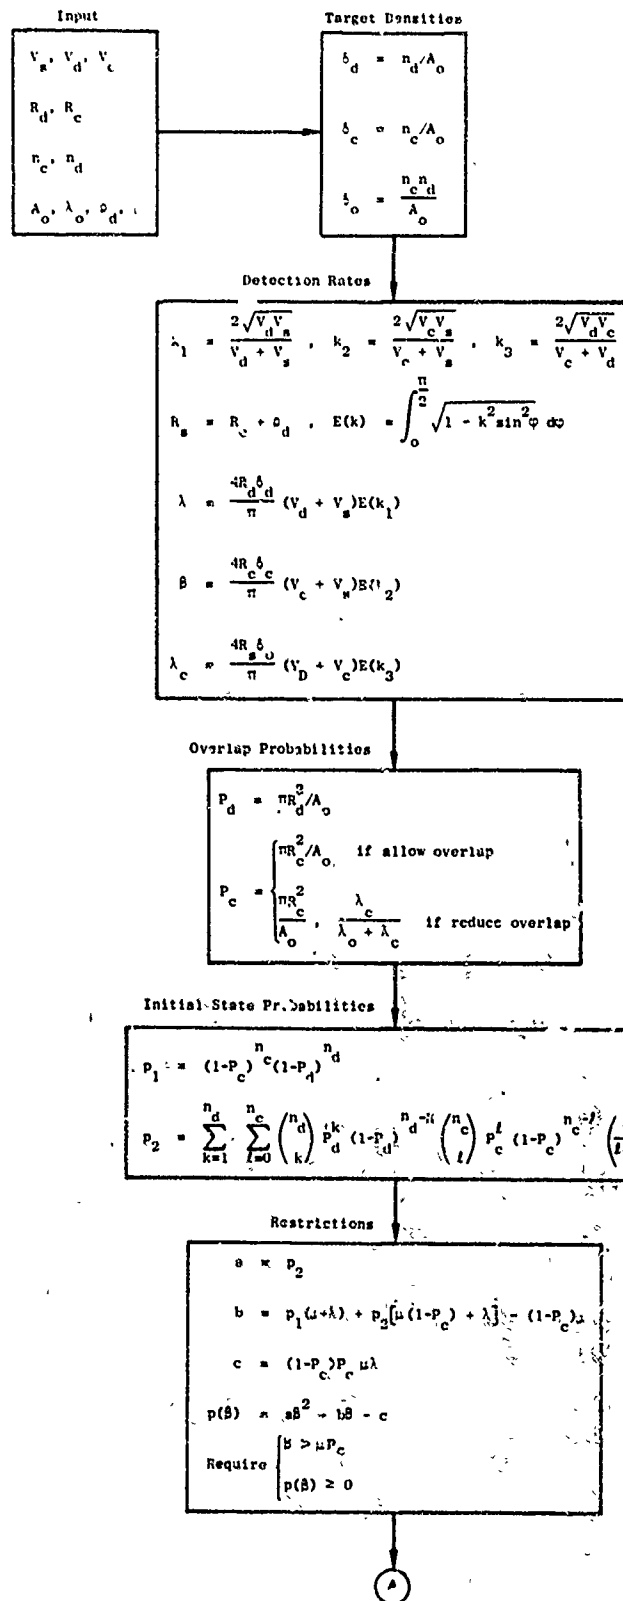 Input
V_s, V_d, V_c
R_d, R_c
n_c, n_d
A_o, λ_o, ρ_d,
Target Densities
δ_d = n_d/A_o
δ_c = n_c/A_o
δ_o = n_c n_d / A_o
Detection Rates
k_1 = 2√(V_d V_s) / (V_d + V_s) , k_2 = 2√(V_c V_s) / (V_c + V_s) , k_3 = 2√(V_d V_c) / (V_c + V_d)
R_s = R_c + ρ_d , E(k) = ∫_0^{π/2} √(1 - k² sin² φ) dφ
λ = 4R_d δ_d / π (V_d + V_s)E(k_1)
β = 4R_c δ_c / π (V_c + V_s)E(k_2)
λ_c = 4R_s δ_o / π (V_D + V_c)E(k_3)
Overlap Probabilities
P_d = πR_d²/A_o
P_c = { πR_c²/A_o, if allow overlap
πR_c² / A_o , λ_c / (λ_o + λ_c) if reduce overlap
Initial State Probabilities
p_1 = (1-P_c)^{n_c} (1-P_d)^{n_d}
p_2 = Σ_{k=1}^{n_d} Σ_{ℓ=0}^{n_c} (n_d k) P_d^k (1-P_d)^{n_d-k} (n_c ℓ) P_c^ℓ (1-P_c)^{n_c-ℓ}
Restrictions
a = p_2
b = p_1(μ+λ) + p_2[μ(1-P_c) + λ] - (1-P_c)μ
c = (1-P_c)P_c μλ
p(β) = aβ² - bβ - c
Require { β > μP_c
p(β) ≥ 0
A